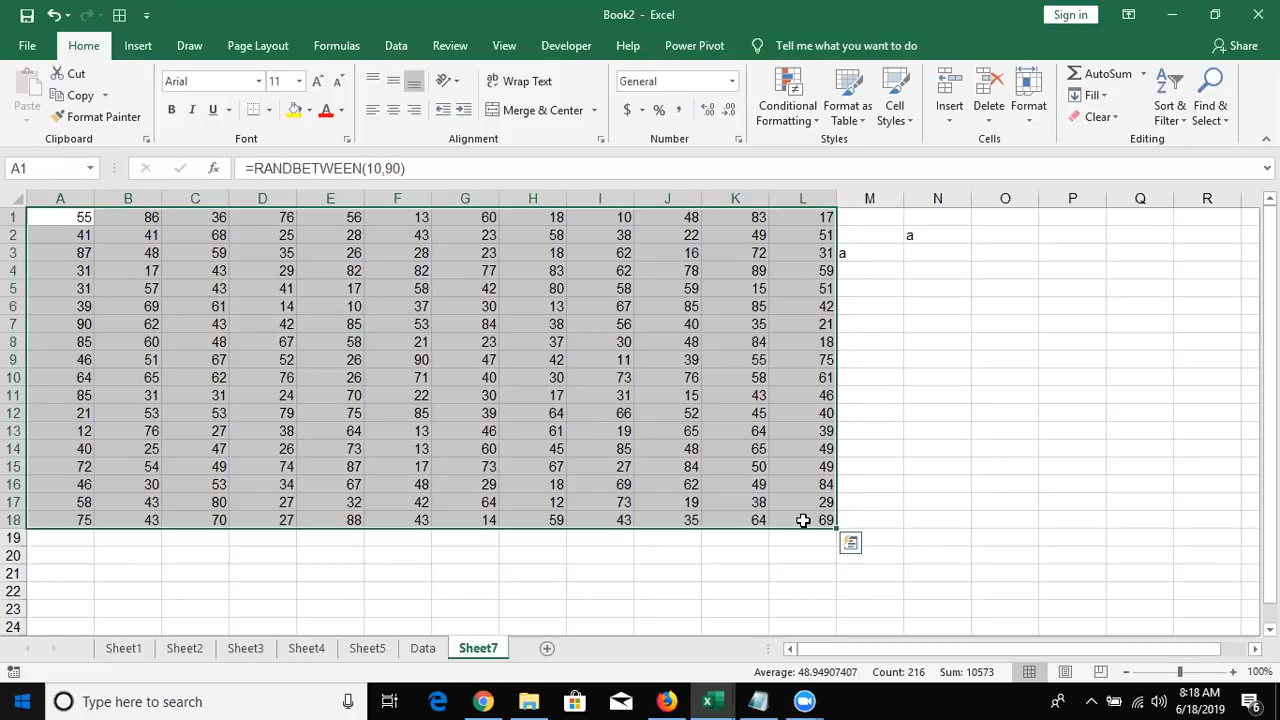 Book2 - Excel
Sign in
File Home Insert Draw Page Layout Formulas Data Review View Developer Help Power Pivot Tell me what you want to do Share
Paste
Cut
Copy
Format Painter
Clipboard
Arial 11
B I U
Font
Wrap Text
Merge & Center
Alignment
General
$ % ,
Number
Conditional Formatting
Format as Table
Cell Styles
Styles
Insert
Delete
Format
Cells
AutoSum
Fill
Clear
Sort & Filter
Find & Select
Editing
A1 fx =RANDBETWEEN(10,90)
A B C D E F G H I J K L M N O P Q R
1 55 86 36 76 56 13 60 18 10 48 83 17
2 41 41 68 25 28 43 23 58 38 22 49 51 a
3 87 48 59 35 26 28 23 18 62 16 72 31 a
4 31 17 43 29 82 82 77 83 62 78 89 59
5 31 57 43 41 17 58 42 80 58 59 15 51
6 39 69 61 14 10 37 30 13 67 85 85 42
7 90 62 43 42 85 53 84 38 56 40 35 21
8 85 60 48 67 58 21 23 37 30 48 84 18
9 46 51 67 52 26 90 47 42 11 39 55 75
10 64 65 62 76 26 71 40 30 73 76 58 61
11 85 31 31 24 70 22 30 17 31 15 43 46
12 21 53 53 79 75 85 39 64 66 52 45 40
13 12 76 27 38 64 13 46 61 19 65 64 39
14 40 25 47 26 73 13 60 45 85 48 65 49
15 72 54 49 74 87 17 73 67 27 84 50 49
16 46 30 53 34 67 48 29 18 69 62 49 84
17 58 43 80 27 32 42 64 12 73 19 38 29
18 75 43 70 27 88 43 14 59 43 35 64 69
19
20
21
22
23
24
Sheet1 Sheet2 Sheet3 Sheet4 Sheet5 Data Sheet7
Average: 48.94907407 Count: 216 Sum: 10573 100%
Type here to search
8:18 AM
6/18/2019
6